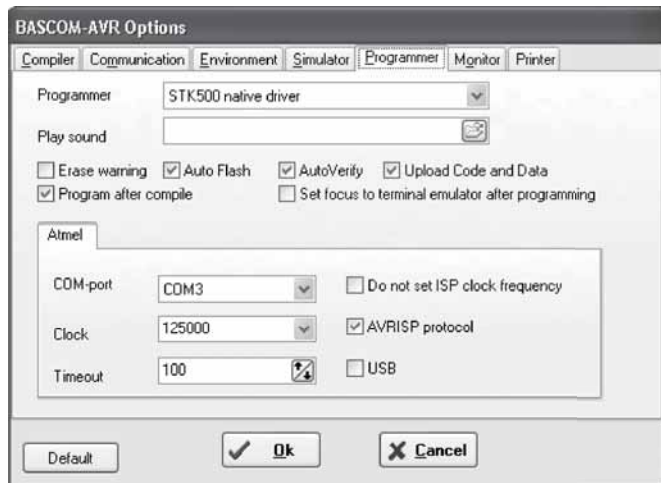 BASCOM-AVR Options
Compiler Communication Environment Simulator Programmer Monitor Printer
Programmer STK500 native driver
Play sound
Erase warning Auto Flash AutoVerify Upload Code and Data
Program after compile Set focus to terminal emulator after programming
Atmel
COM-port COM3 Do not set ISP clock frequency
Clock 125000 AVRISP protocol
Timeout 100 USB
Default Ok Cancel